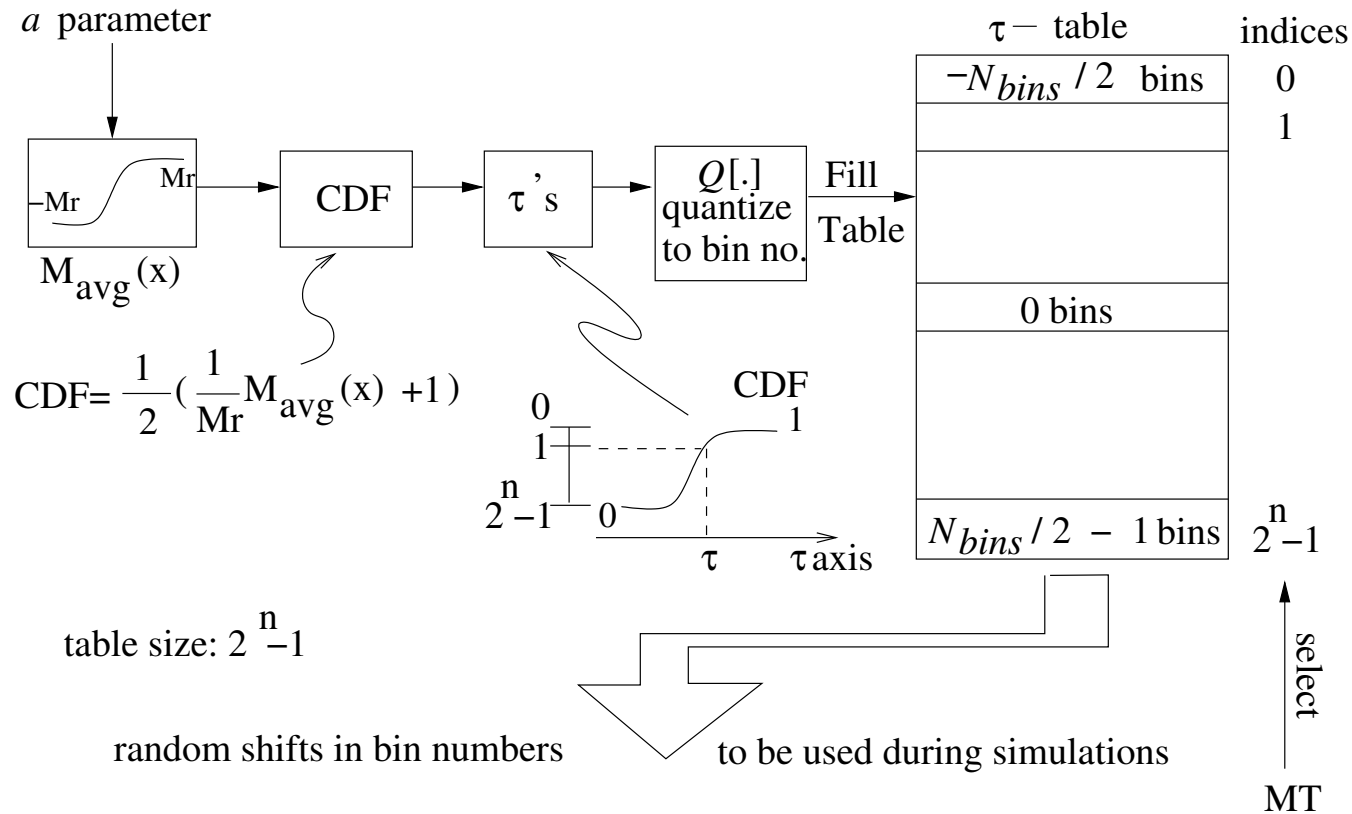 a parameter
τ− table
indices
−N_bins / 2 bins
0
1
−Mr
Mr
M_avg(x)
CDF
τ's
Q[.]
quantize
to bin no.
Fill
Table
0 bins
CDF= 1/2 ( 1/Mr M_avg(x) +1)
CDF
0
1
2^n−1
0
1
τ
τ axis
N_bins / 2 − 1 bins
2^n−1
table size: 2^n−1
select
random shifts in bin numbers
to be used during simulations
MT